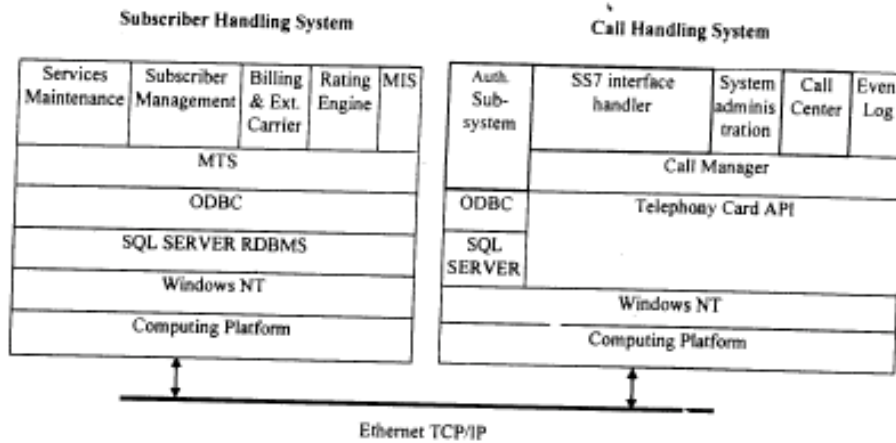 Subscriber Handling System
Services
Maintenance
Subscriber
Management
Billing
& Ext.
Carrier
Rating
Engine
MIS
MTS
ODBC
SQL SERVER RDBMS
Windows NT
Computing Platform
Call Handling System
Auth.
Sub-
system
SS7 interface
handler
System
adminis
tration
Call
Center
Even
Log
Call Manager
ODBC
Telephony Card API
SQL
SERVER
Windows NT
Computing Platform
Ethernet TCP/IP